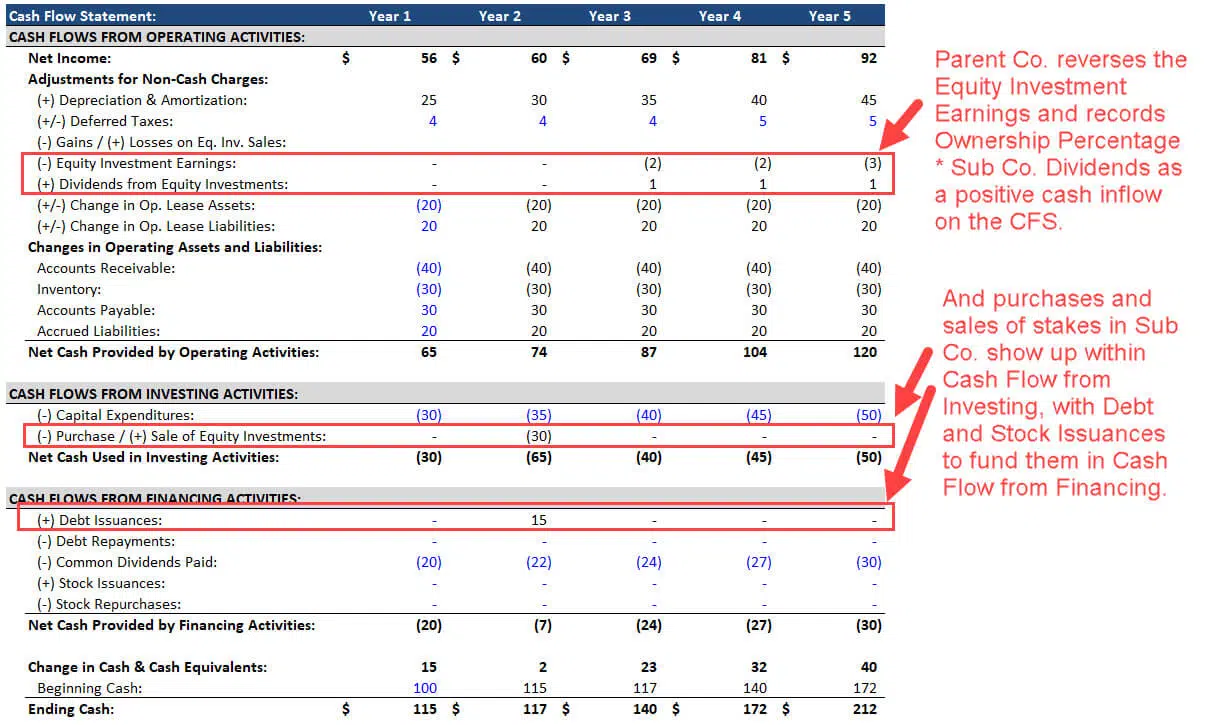 Cash Flow Statement: Year 1 Year 2 Year 3 Year 4 Year 5
CASH FLOWS FROM OPERATING ACTIVITIES:
Net Income: $ 56 $ 60 $ 69 $ 81 $ 92
Adjustments for Non-Cash Charges:
(+) Depreciation & Amortization: 25 30 35 40 45
(+/-) Deferred Taxes: 4 4 4 5 5
(-) Gains / (+) Losses on Eq. Inv. Sales:
(-) Equity Investment Earnings: - - (2) (2) (3)
(+) Dividends from Equity Investments: - - 1 1 1
(+/-) Change in Op. Lease Assets: (20) (20) (20) (20) (20)
(+/-) Change in Op. Lease Liabilities: 20 20 20 20 20
Changes in Operating Assets and Liabilities:
Accounts Receivable: (40) (40) (40) (40) (40)
Inventory: (30) (30) (30) (30) (30)
Accounts Payable: 30 30 30 30 30
Accrued Liabilities: 20 20 20 20 20
Net Cash Provided by Operating Activities: 65 74 87 104 120
CASH FLOWS FROM INVESTING ACTIVITIES:
(-) Capital Expenditures: (30) (35) (40) (45) (50)
(-) Purchase / (+) Sale of Equity Investments: - (30) - - -
Net Cash Used in Investing Activities: (30) (65) (40) (45) (50)
CASH FLOWS FROM FINANCING ACTIVITIES:
(+) Debt Issuances: - 15 - - -
(-) Debt Repayments: - - - - -
(-) Common Dividends Paid: (20) (22) (24) (27) (30)
(+) Stock Issuances: - - - - -
(-) Stock Repurchases: - - - - -
Net Cash Provided by Financing Activities: (20) (7) (24) (27) (30)
Change in Cash & Cash Equivalents: 15 2 23 32 40
Beginning Cash: 100 115 117 140 172
Ending Cash: $ 115 $ 117 $ 140 $ 172 $ 212
Parent Co. reverses the
Equity Investment
Earnings and records
Ownership Percentage
* Sub Co. Dividends as
a positive cash inflow
on the CFS.
And purchases and
sales of stakes in Sub
Co. show up within
Cash Flow from
Investing, with Debt
and Stock Issuances
to fund them in Cash
Flow from Financing.